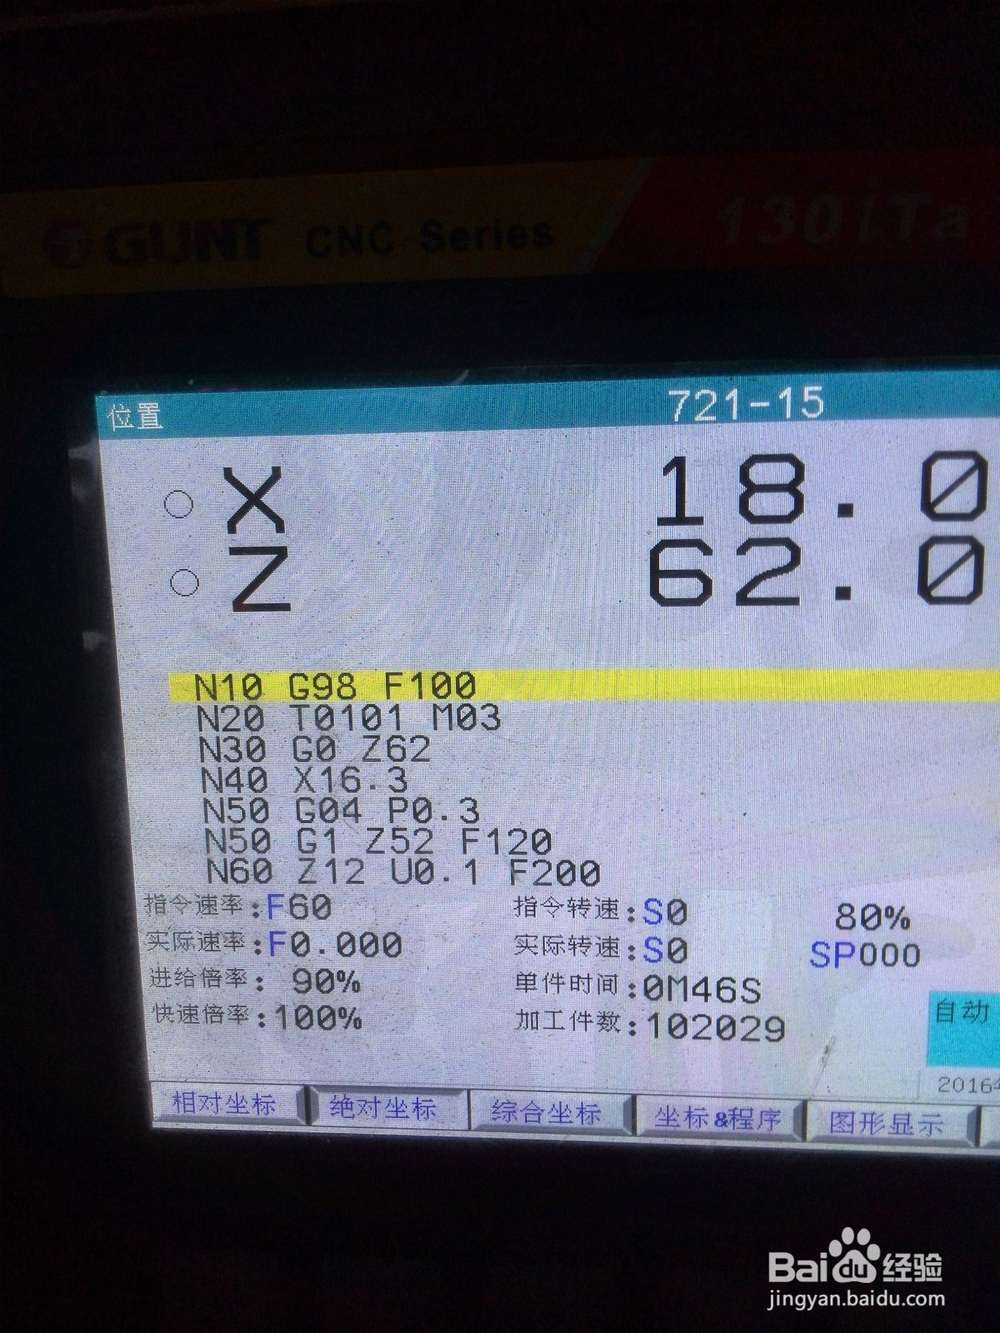 GUNT CNC Series 130iTa
位置 721-15
X 18.0
Z 62.0
N10 G98 F100
N20 T0101 M03
N30 G0 Z62
N40 X16.3
N50 G04 P0.3
N50 G1 Z52 F120
N60 Z12 U0.1 F200
指令速率:F60 指令转速:S0 80%
实际速率:F0.000 实际转速:S0 SP000
进给倍率: 90% 单件时间:0M46S
快速倍率:100% 加工件数:102029
自动
2016
相对坐标 绝对坐标 综合坐标 坐标&程序 图形显示
Baidu 经验
jingyan.baidu.com